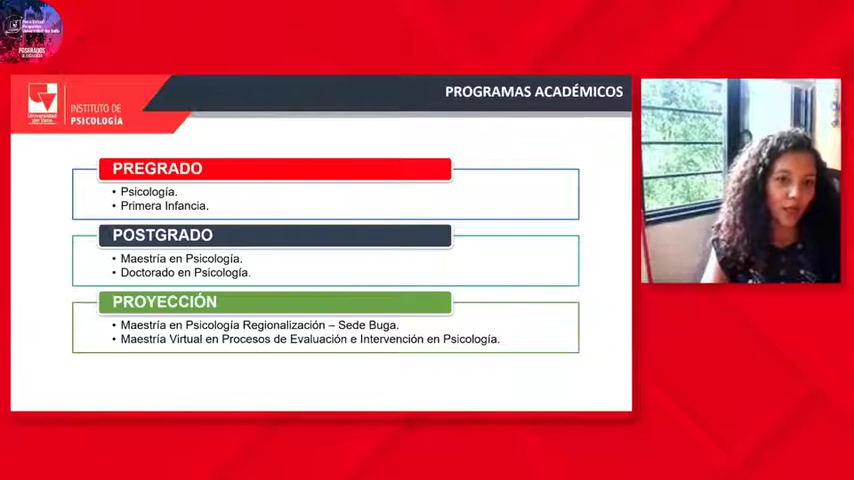 POSGRADOS
PROGRAMAS ACADÉMICOS
Universidad
del Valle
INSTITUTO DE
PSICOLOGÍA
PREGRADO
• Psicología.
• Primera Infancia.
POSTGRADO
• Maestría en Psicología.
• Doctorado en Psicología.
PROYECCIÓN
• Maestría en Psicología Regionalización – Sede Buga.
• Maestría Virtual en Procesos de Evaluación e Intervención en Psicología.